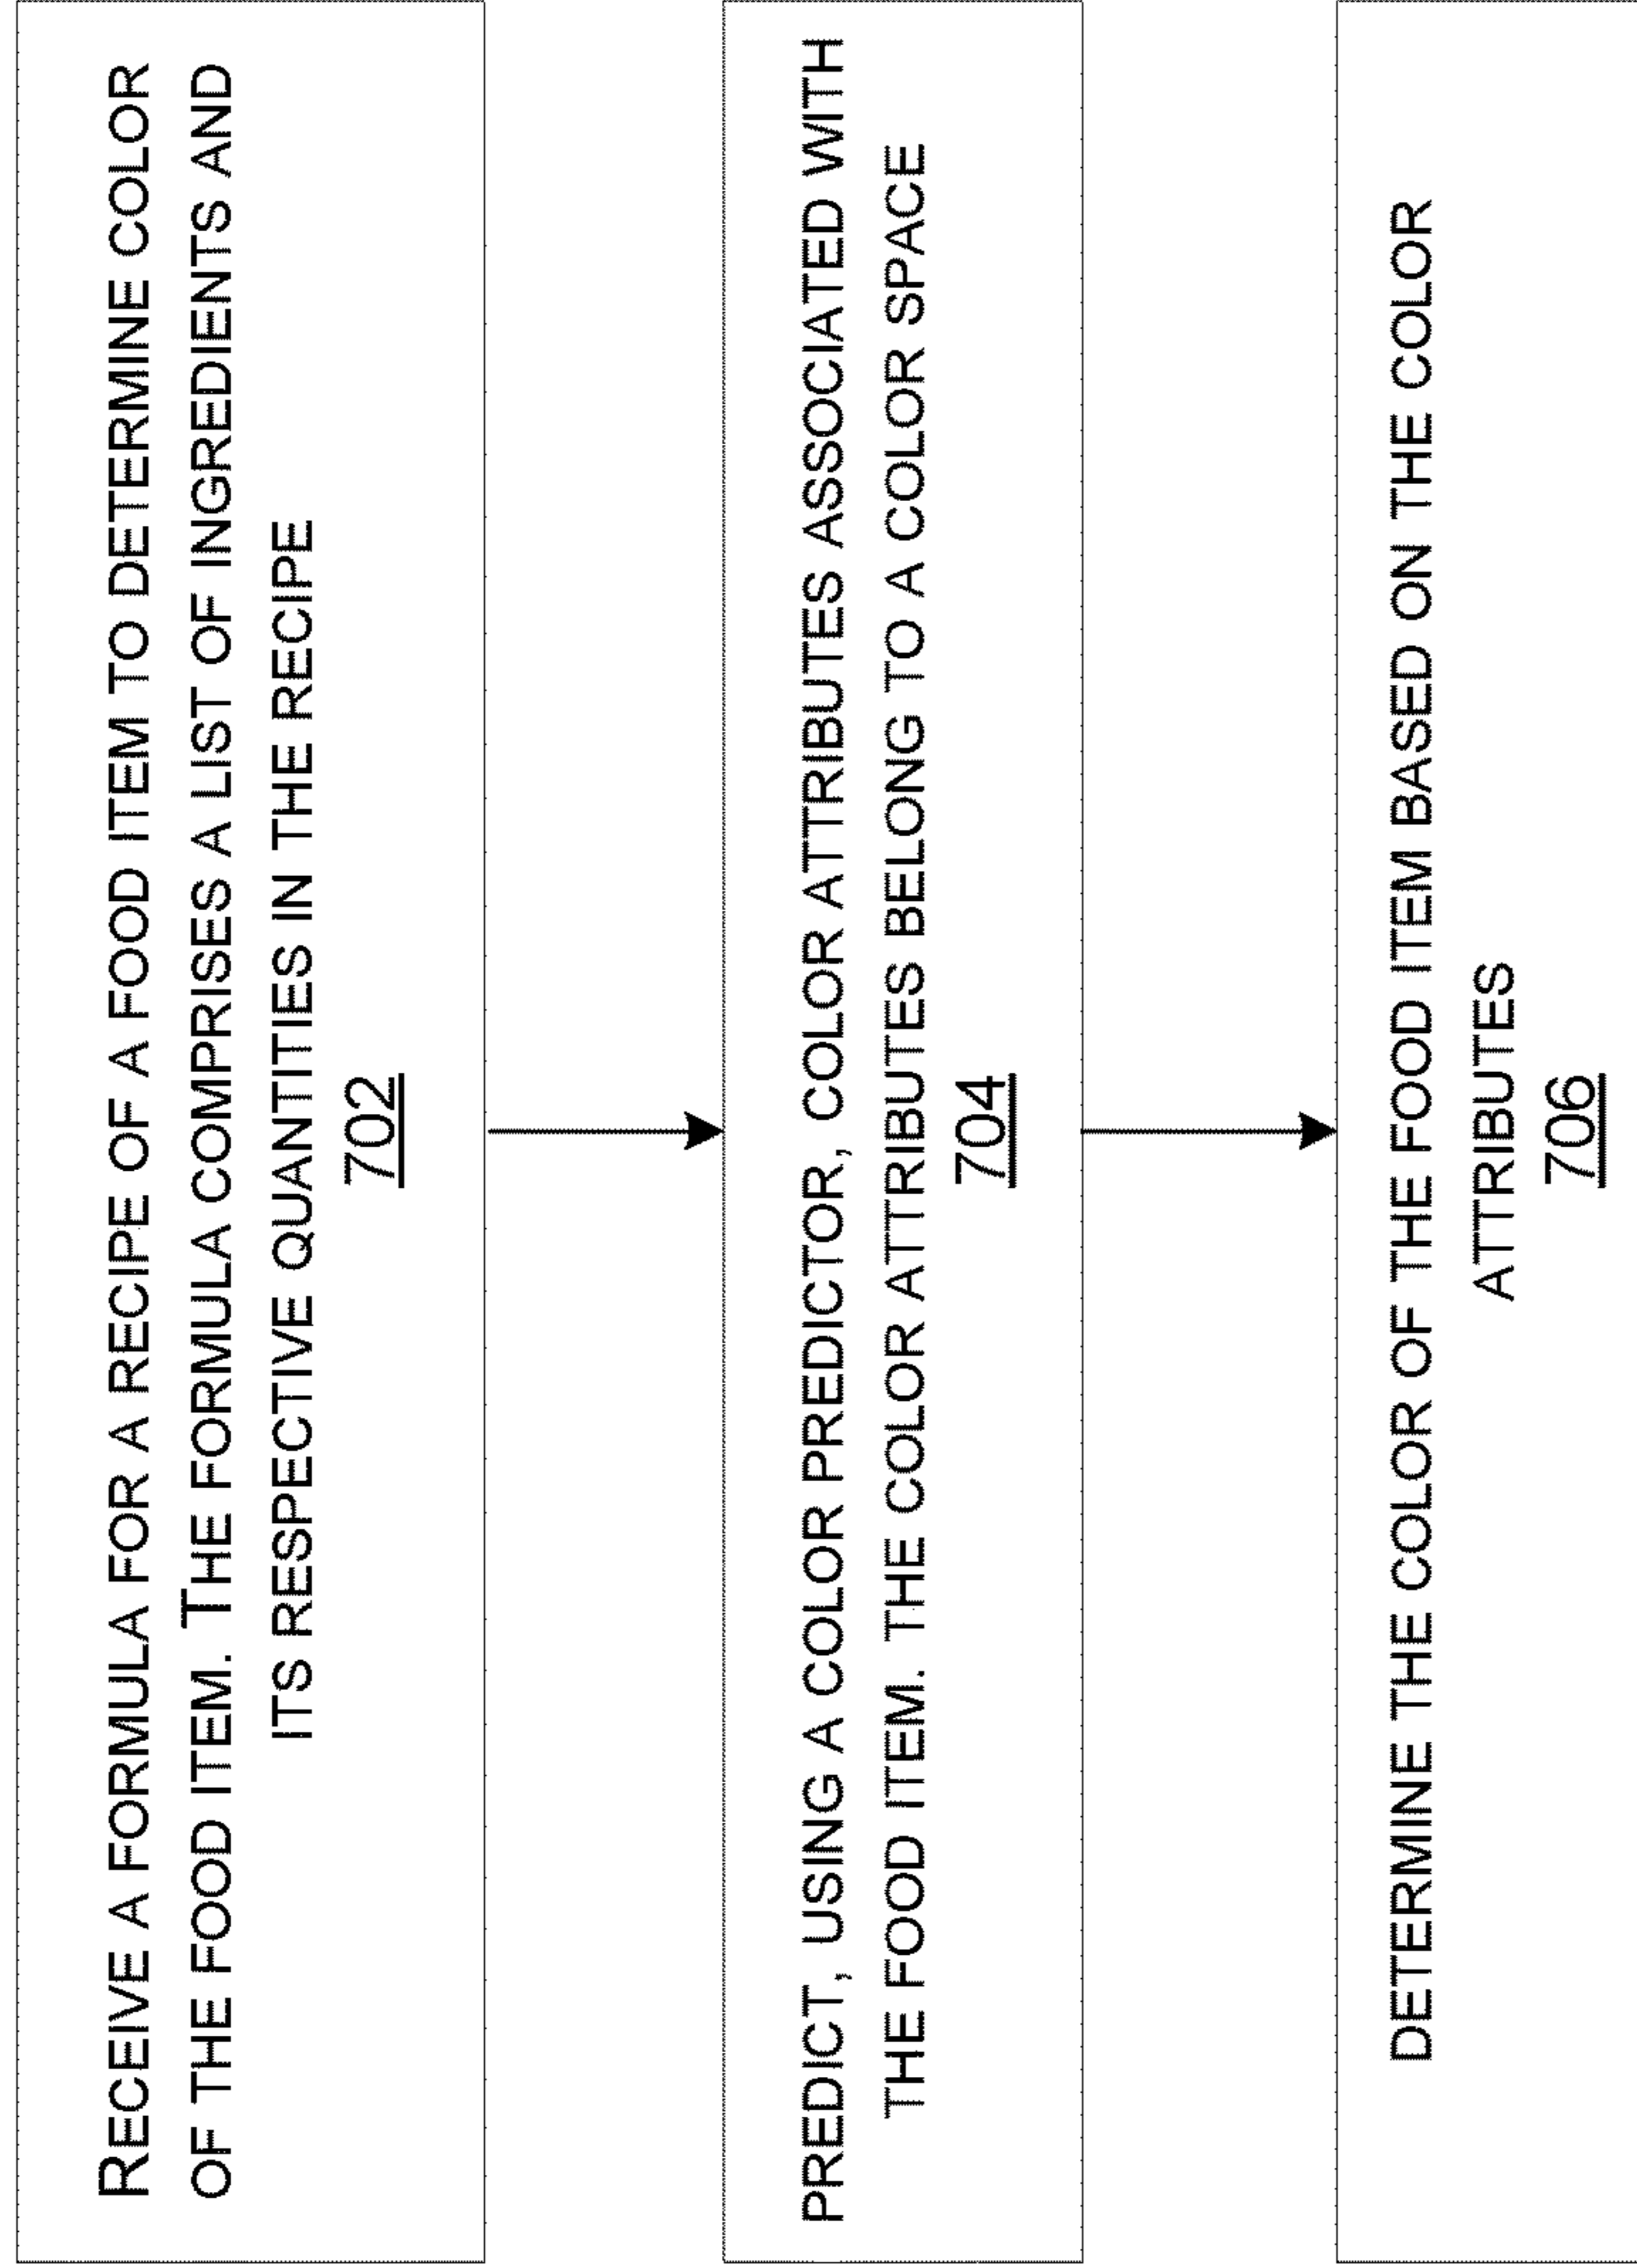 RECEIVE A FORMULA FOR A RECIPE OF A FOOD ITEM TO DETERMINE COLOR
OF THE FOOD ITEM. THE FORMULA COMPRISES A LIST OF INGREDIENTS AND
ITS RESPECTIVE QUANTITIES IN THE RECIPE
702
PREDICT, USING A COLOR PREDICTOR, COLOR ATTRIBUTES ASSOCIATED WITH
THE FOOD ITEM. THE COLOR ATTRIBUTES BELONG TO A COLOR SPACE
704
DETERMINE THE COLOR OF THE FOOD ITEM BASED ON THE COLOR
ATTRIBUTES
706